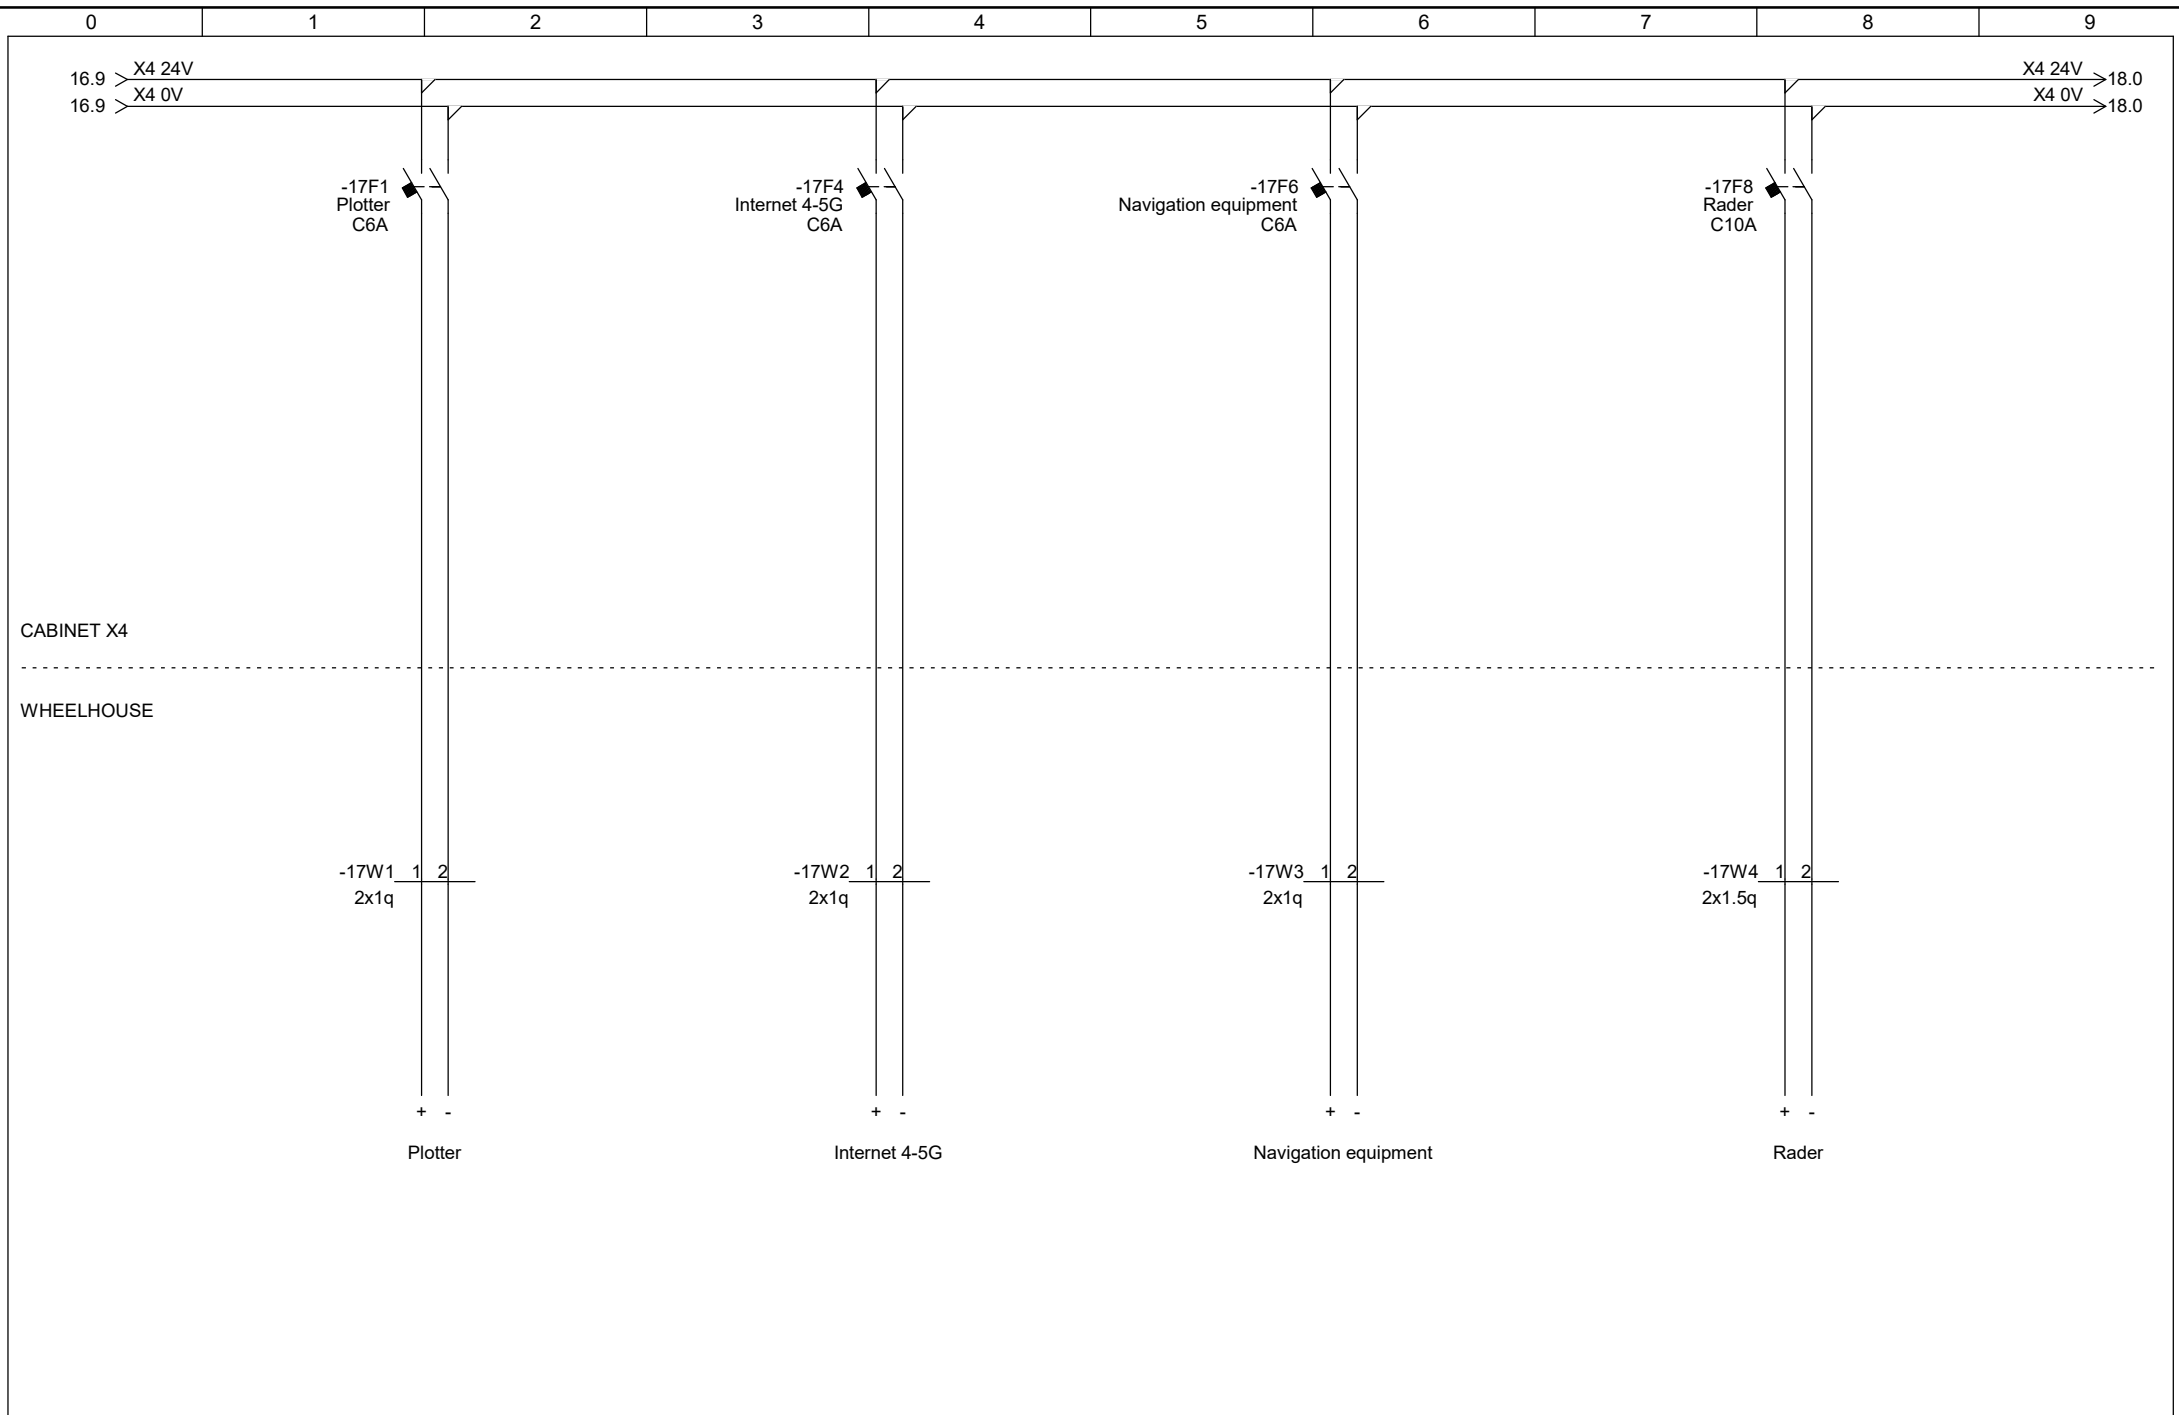 0 1 2 3 4 5 6 7 8 9
16.9 X4 24V X4 24V 18.0
16.9 X4 0V X4 0V 18.0
-17F1
Plotter
C6A
-17F4
Internet 4-5G
C6A
-17F6
Navigation equipment
C6A
-17F8
Rader
C10A
CABINET X4
WHEELHOUSE
-17W1 1 2
2x1q
-17W2 1 2
2x1q
-17W3 1 2
2x1q
-17W4 1 2
2x1.5q
+ -
Plotter
+ -
Internet 4-5G
+ -
Navigation equipment
+ -
Rader